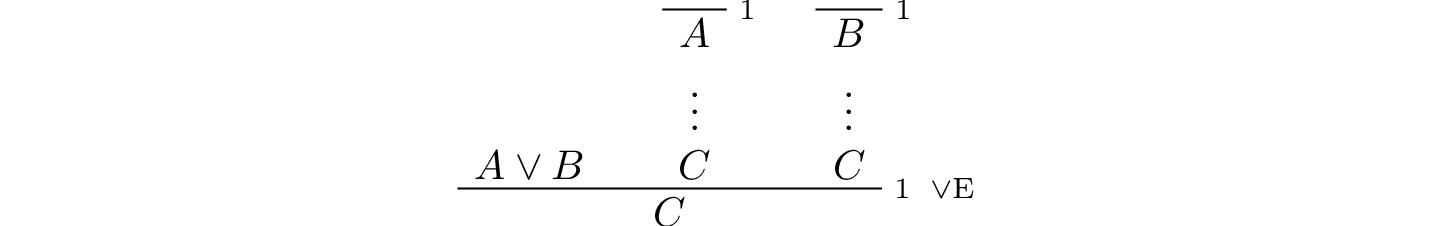 1 1
A B
⋮ ⋮
A ∨ B C C
1 ∨E
C